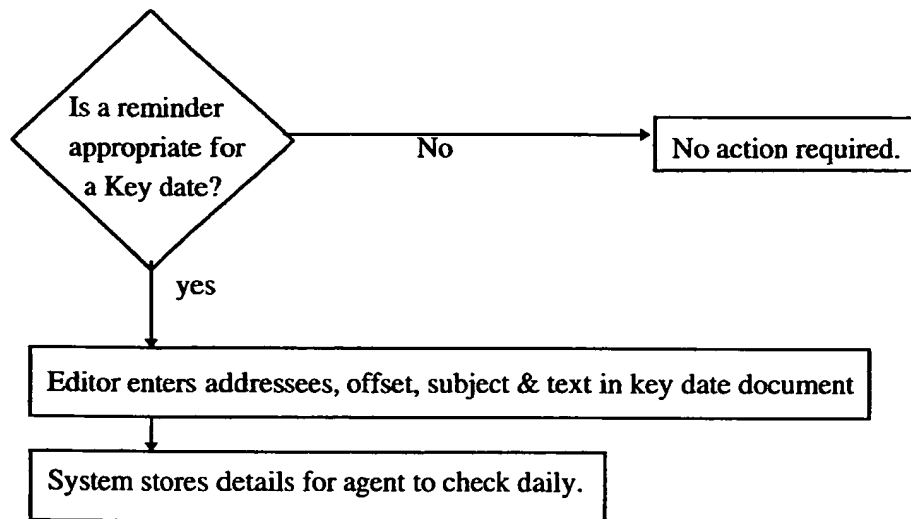 Is a reminder
appropriate for
a Key date?
No
No action required.
yes
Editor enters addressees, offset, subject & text in key date document
System stores details for agent to check daily.